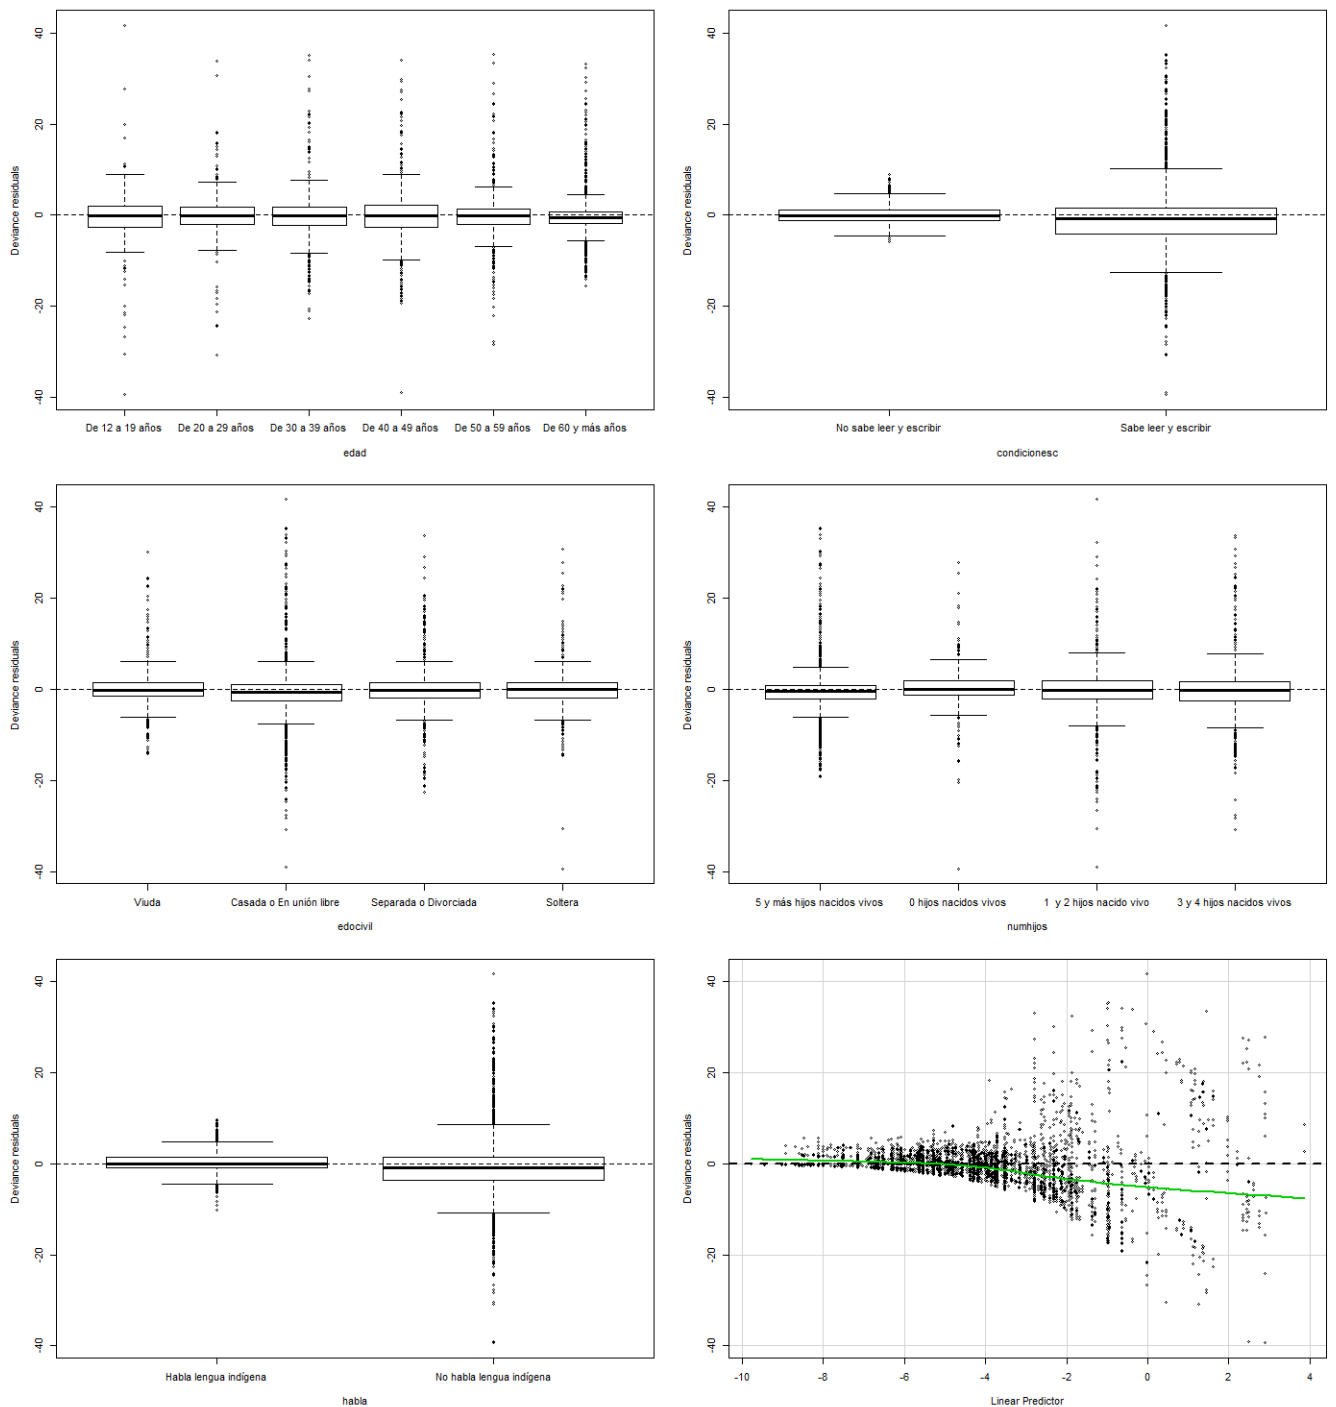 Deviance residuals
40
20
0
-20
-40
De 12 a 19 años De 20 a 29 años De 30 a 39 años De 40 a 49 años De 50 a 59 años De 60 y más años
edad
Deviance residuals
40
20
0
-20
-40
No sabe leer y escribir Sabe leer y escribir
condicionesc
Deviance residuals
40
20
0
-20
-40
Viuda Casada o En unión libre Separada o Divorciada Soltera
edocivil
Deviance residuals
40
20
0
-20
-40
5 y más hijos nacidos vivos 0 hijos nacidos vivos 1 y 2 hijos nacido vivo 3 y 4 hijos nacidos vivos
numhijos
Deviance residuals
40
20
0
-20
-40
Habla lengua indígena No habla lengua indígena
habla
Deviance residuals
40
20
0
-20
-40
-10 -8 -6 -4 -2 0 2 4
Linear Predictor